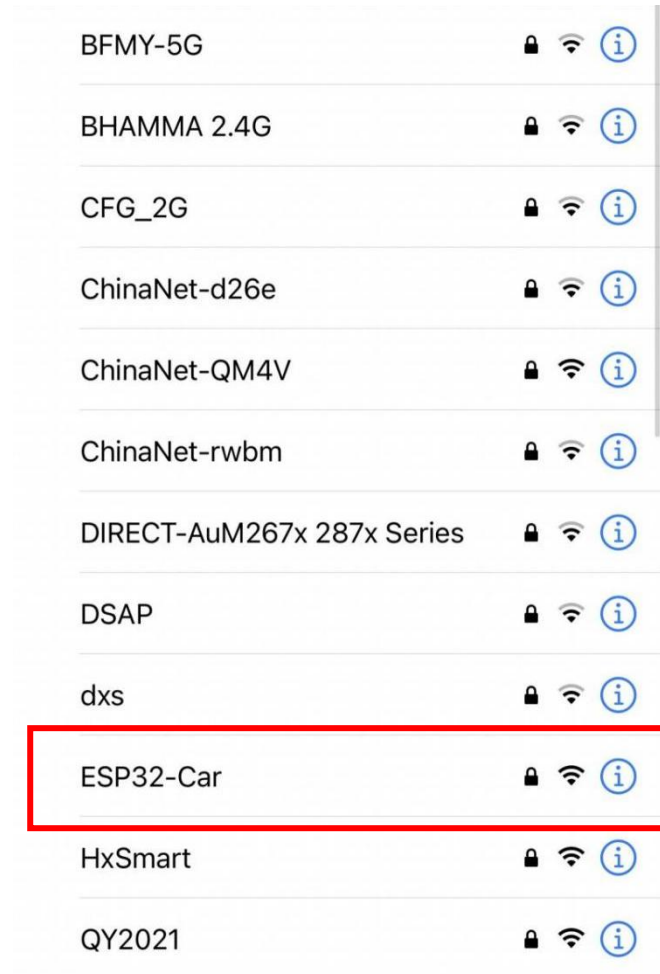 BFMY-5G
BHAMMA 2.4G
CFG_2G
ChinaNet-d26e
ChinaNet-QM4V
ChinaNet-rwbm
DIRECT-AuM267x 287x Series
DSAP
dxs
ESP32-Car
HxSmart
QY2021